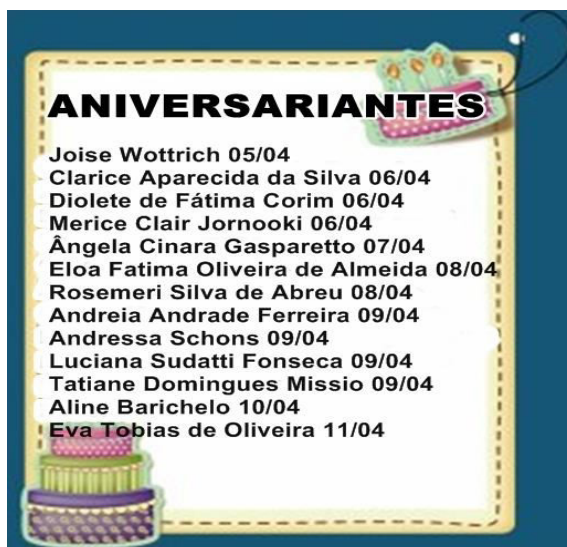 ANIVERSARIANTES
Joise Wottrich 05/04
Clarice Aparecida da Silva 06/04
Diolete de Fátima Corim 06/04
Merice Clair Jornooki 06/04
Ângela Cinara Gasparetto 07/04
Eloa Fatima Oliveira de Almeida 08/04
Rosemeri Silva de Abreu 08/04
Andreia Andrade Ferreira 09/04
Andressa Schons 09/04
Luciana Sudatti Fonseca 09/04
Tatiane Domingues Missio 09/04
Aline Barichelo 10/04
Eva Tobias de Oliveira 11/04